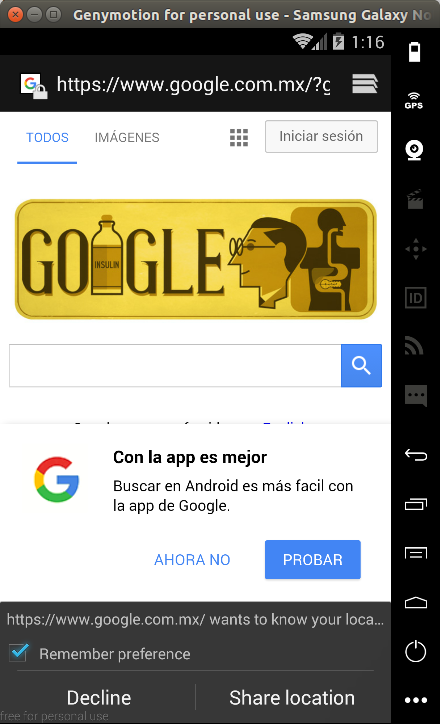 Genymotion for personal use - Samsung Galaxy No
1:16
https://www.google.com.mx/?g
GPS
TODOS IMÁGENES
Iniciar sesión
GOOGLE
INSULIN
ID
Con la app es mejor
Buscar en Android es más facil con
la app de Google.
AHORA NO PROBAR
https://www.google.com.mx/ wants to know your loca...
Remember preference
Decline Share location
free for personal use